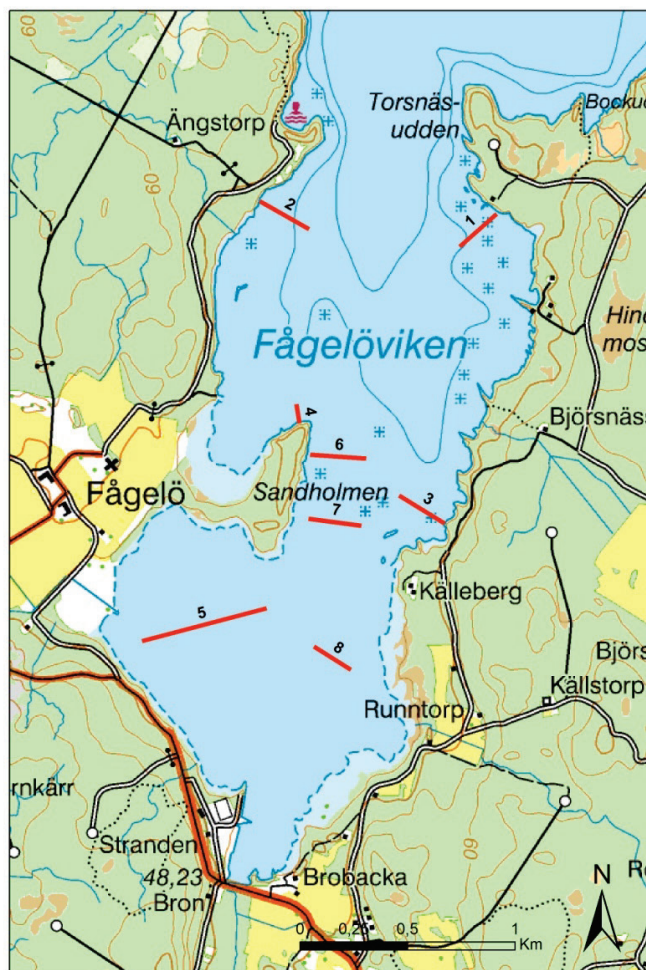 60
Ängstorp
60
Torsnäs-
udden
Bockud
2
1
Fågelöviken
Hind
mos
4
6
Björsnäs
Fågelö
Sandholmen
3
7
5
Källeberg
8
Björs
Källstorp
Runntorp
rnkärr
Stranden
48,23
Bron
60
Brobacka
N
0 0,25 0,5 1
Km